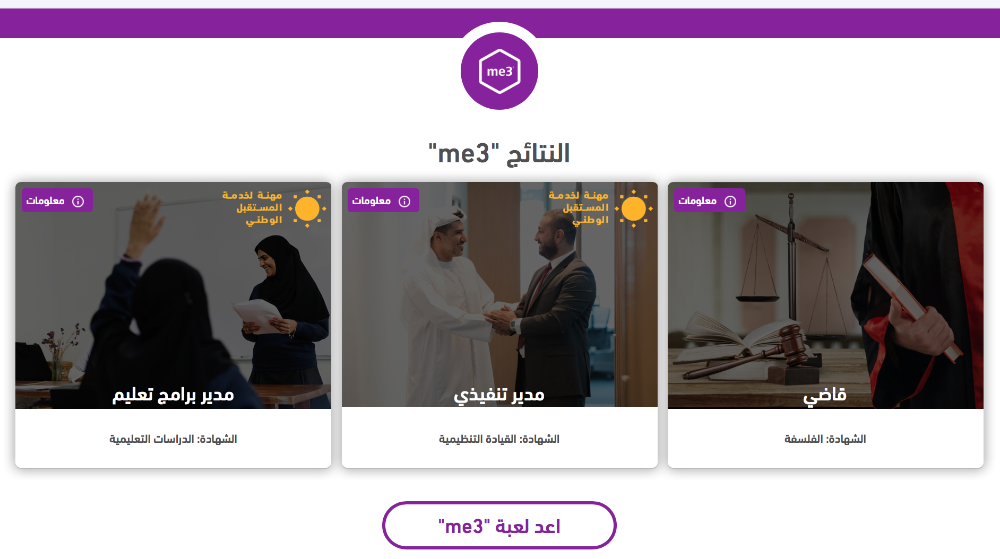 me3
النتائج "me3"
معلومات
قاضي
الشهادة: الفلسفة
معلومات
مهنة لخدمة
المستقبل
الوطني
مدير تنفيذي
الشهادة: القيادة التنظيمية
معلومات
مهنة لخدمة
المستقبل
الوطني
مدير برامج تعليم
الشهادة: الدراسات التعليمية
اعد لعبة "me3"